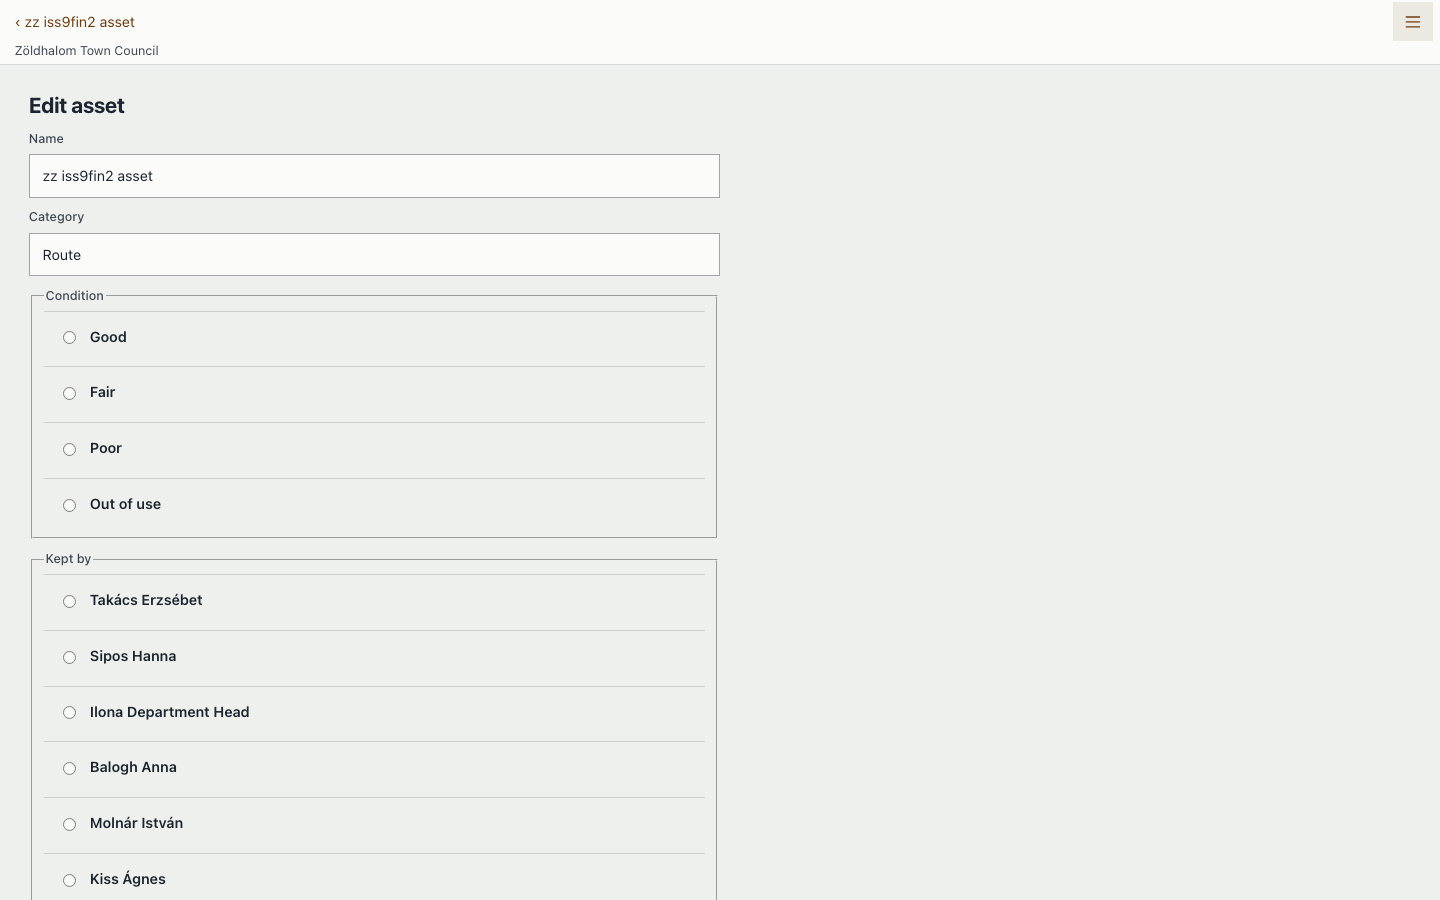 ‹ zz iss9fin2 asset
Zöldhalom Town Council
Edit asset
Name
zz iss9fin2 asset
Category
Route
Condition
Good
Fair
Poor
Out of use
Kept by
Takács Erzsébet
Sipos Hanna
Ilona Department Head
Balogh Anna
Molnár István
Kiss Ágnes